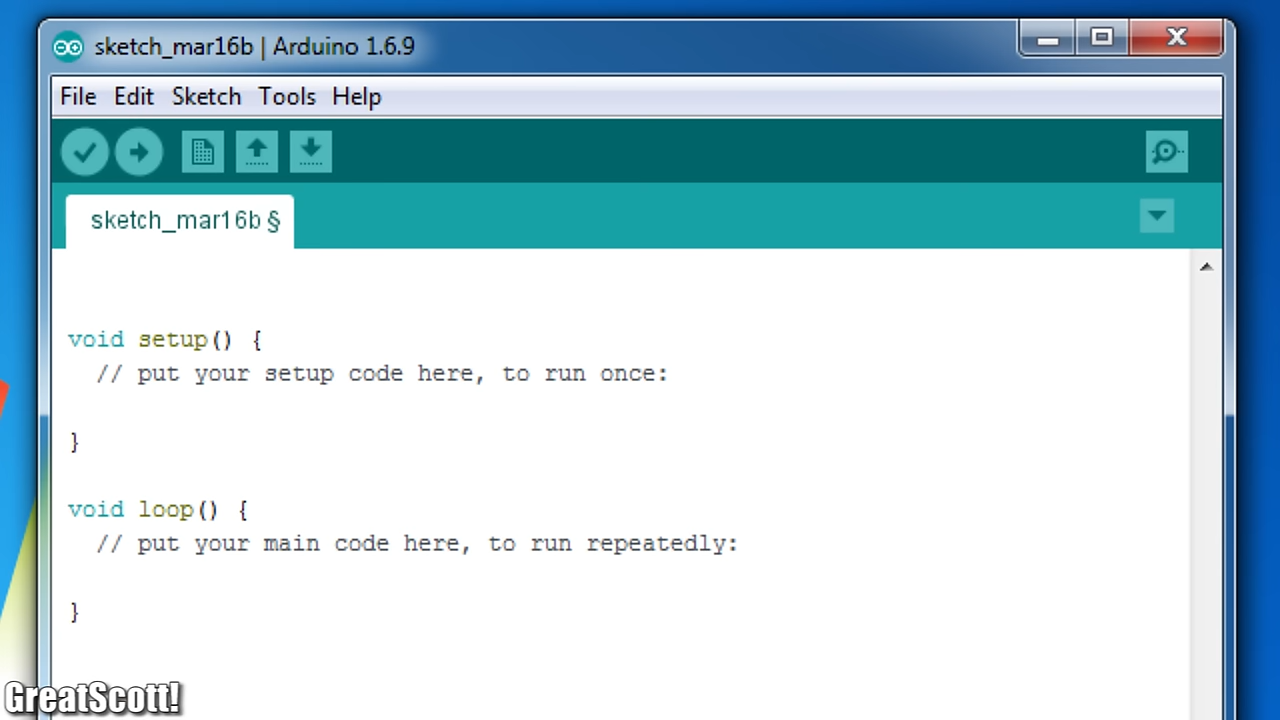 sketch_mar16b | Arduino 1.6.9
File Edit Sketch Tools Help
sketch_mar16b §
void setup() {
  // put your setup code here, to run once:
}
void loop() {
  // put your main code here, to run repeatedly:
}
GreatScott!